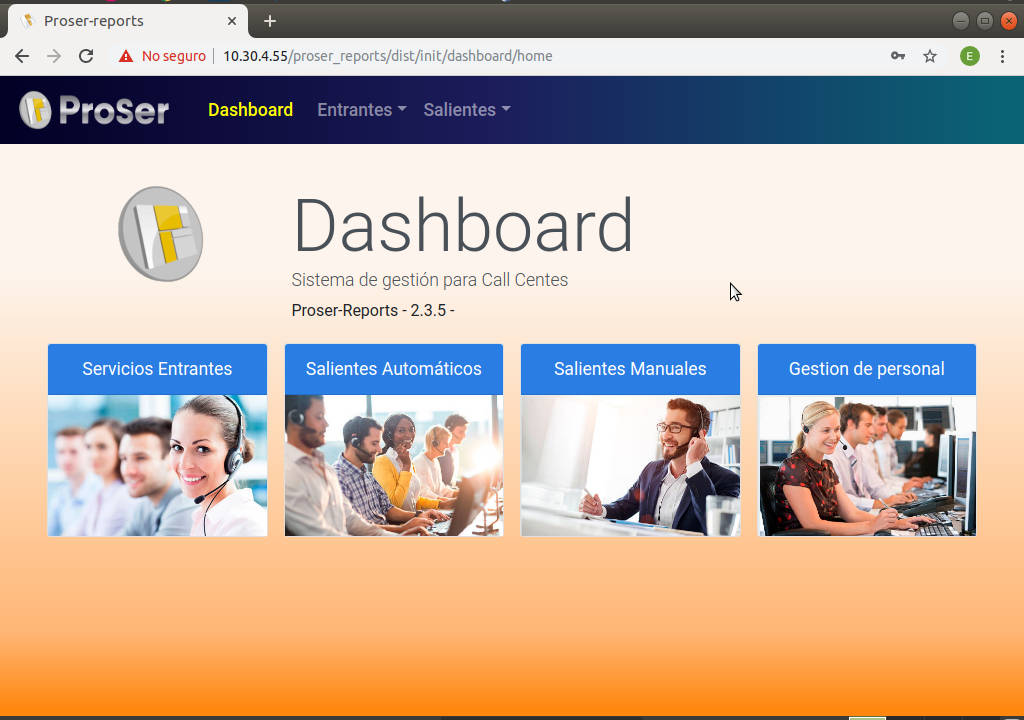 Proser-reports
No seguro
10.30.4.55/proser_reports/dist/init/dashboard/home
E
ProSer
Dashboard
Entrantes
Salientes
Dashboard
Sistema de gestión para Call Centes
Proser-Reports - 2.3.5 -
Servicios Entrantes
Salientes Automáticos
Salientes Manuales
Gestion de personal